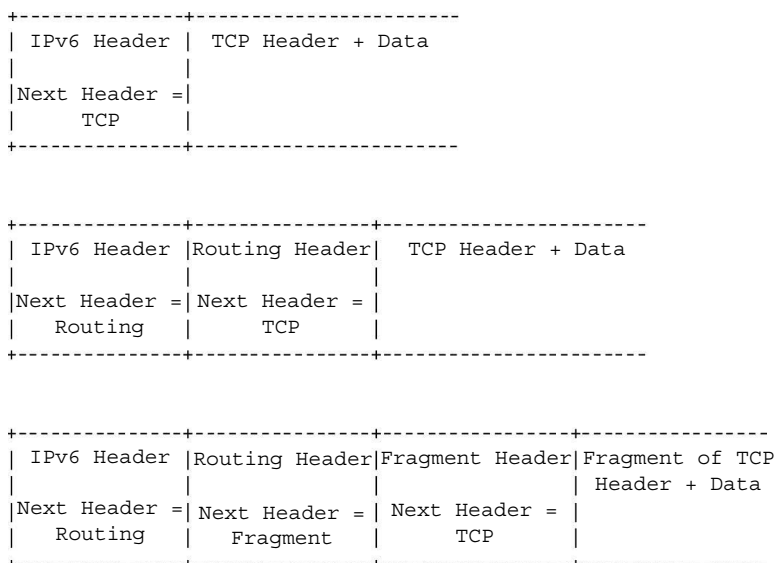 +---------------+------------------------
| IPv6 Header | TCP Header + Data
| |
|Next Header =|
| TCP |
+---------------+------------------------
+---------------+----------------+------------------------
| IPv6 Header |Routing Header| TCP Header + Data
| | |
|Next Header =| Next Header = |
| Routing | TCP |
+---------------+----------------+------------------------
+---------------+----------------+-----------------+-----------------
| IPv6 Header |Routing Header|Fragment Header|Fragment of TCP
| | | | Header + Data
|Next Header =| Next Header = | Next Header = |
| Routing | Fragment | TCP |
+---------------+----------------+-----------------+-----------------